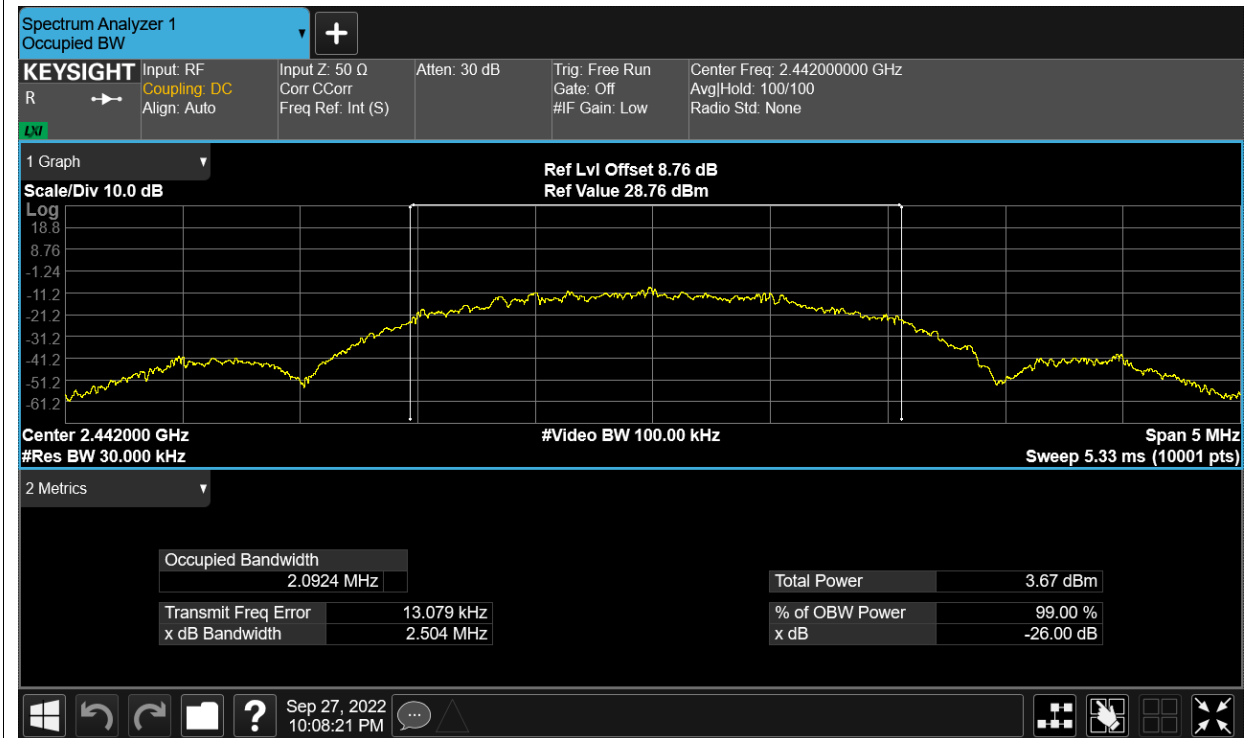 Spectrum Analyzer 1
Occupied BW
KEYSIGHT
R
LXI
Input: RF
Coupling: DC
Align: Auto
Input Z: 50 Ω
Corr CCorr
Freq Ref: Int (S)
Atten: 30 dB
Trig: Free Run
Gate: Off
#IF Gain: Low
Center Freq: 2.442000000 GHz
Avg|Hold: 100/100
Radio Std: None
1 Graph
Scale/Div 10.0 dB
Ref Lvl Offset 8.76 dB
Ref Value 28.76 dBm
Log
18.8
8.76
-1.24
-11.2
-21.2
-31.2
-41.2
-51.2
-61.2
Center 2.442000 GHz
#Video BW 100.00 kHz
Span 5 MHz
#Res BW 30.000 kHz
Sweep 5.33 ms (10001 pts)
2 Metrics
Occupied Bandwidth
2.0924 MHz
Total Power 3.67 dBm
Transmit Freq Error 13.079 kHz
% of OBW Power 99.00 %
x dB Bandwidth 2.504 MHz
x dB -26.00 dB
?
Sep 27, 2022
10:08:21 PM